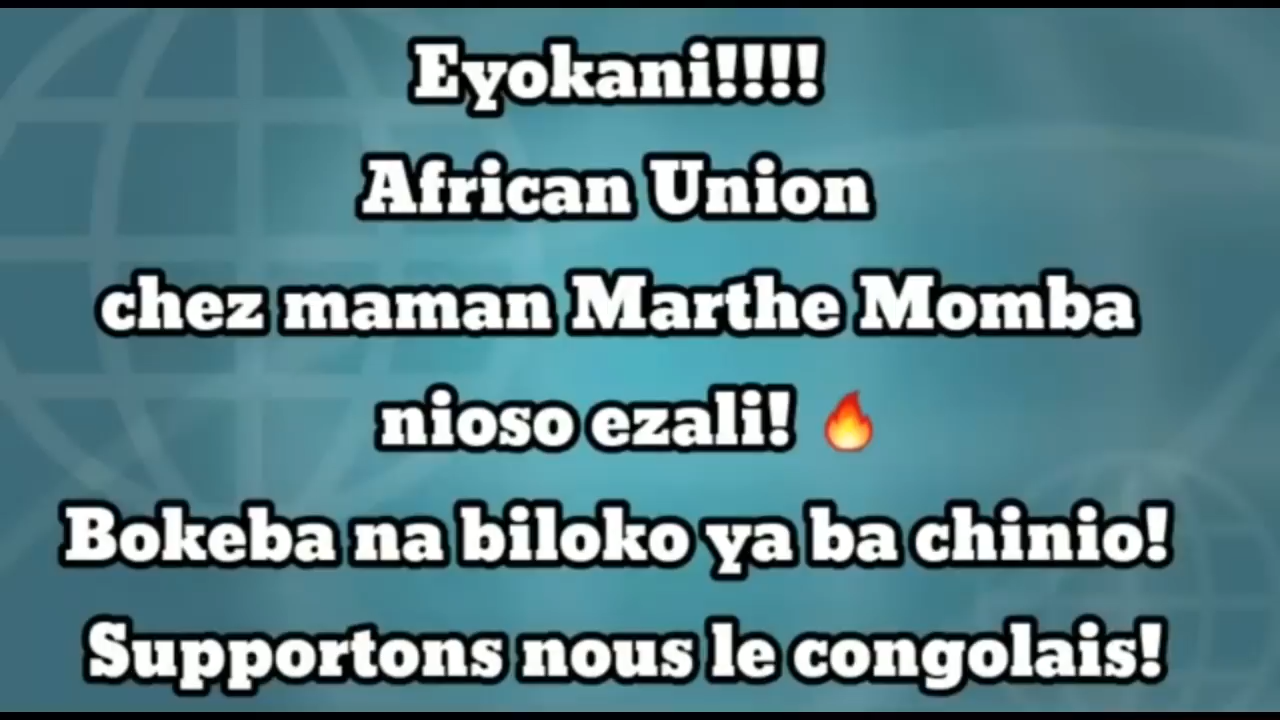 Eyokani!!!!
African Union
chez maman Marthe Momba
nioso ezali! 🔥
Bokeba na biloko ya ba chinio!
Supportons nous le congolais!